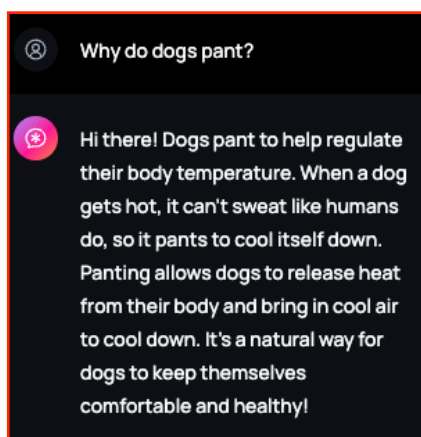 Why do dogs pant?
Hi there! Dogs pant to help regulate
their body temperature. When a dog
gets hot, it can't sweat like humans
do, so it pants to cool itself down.
Panting allows dogs to release heat
from their body and bring in cool air
to cool down. It's a natural way for
dogs to keep themselves
comfortable and healthy!